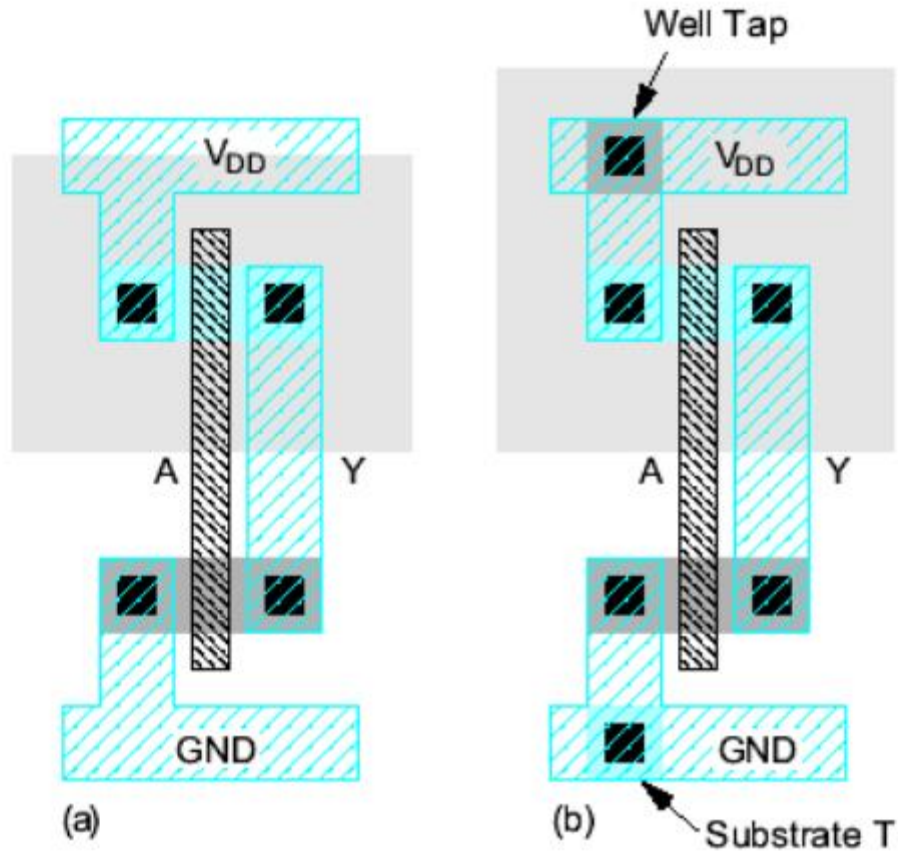 Well Tap
VDD
VDD
A
Y
A
Y
GND
GND
(a)
(b)
Substrate T